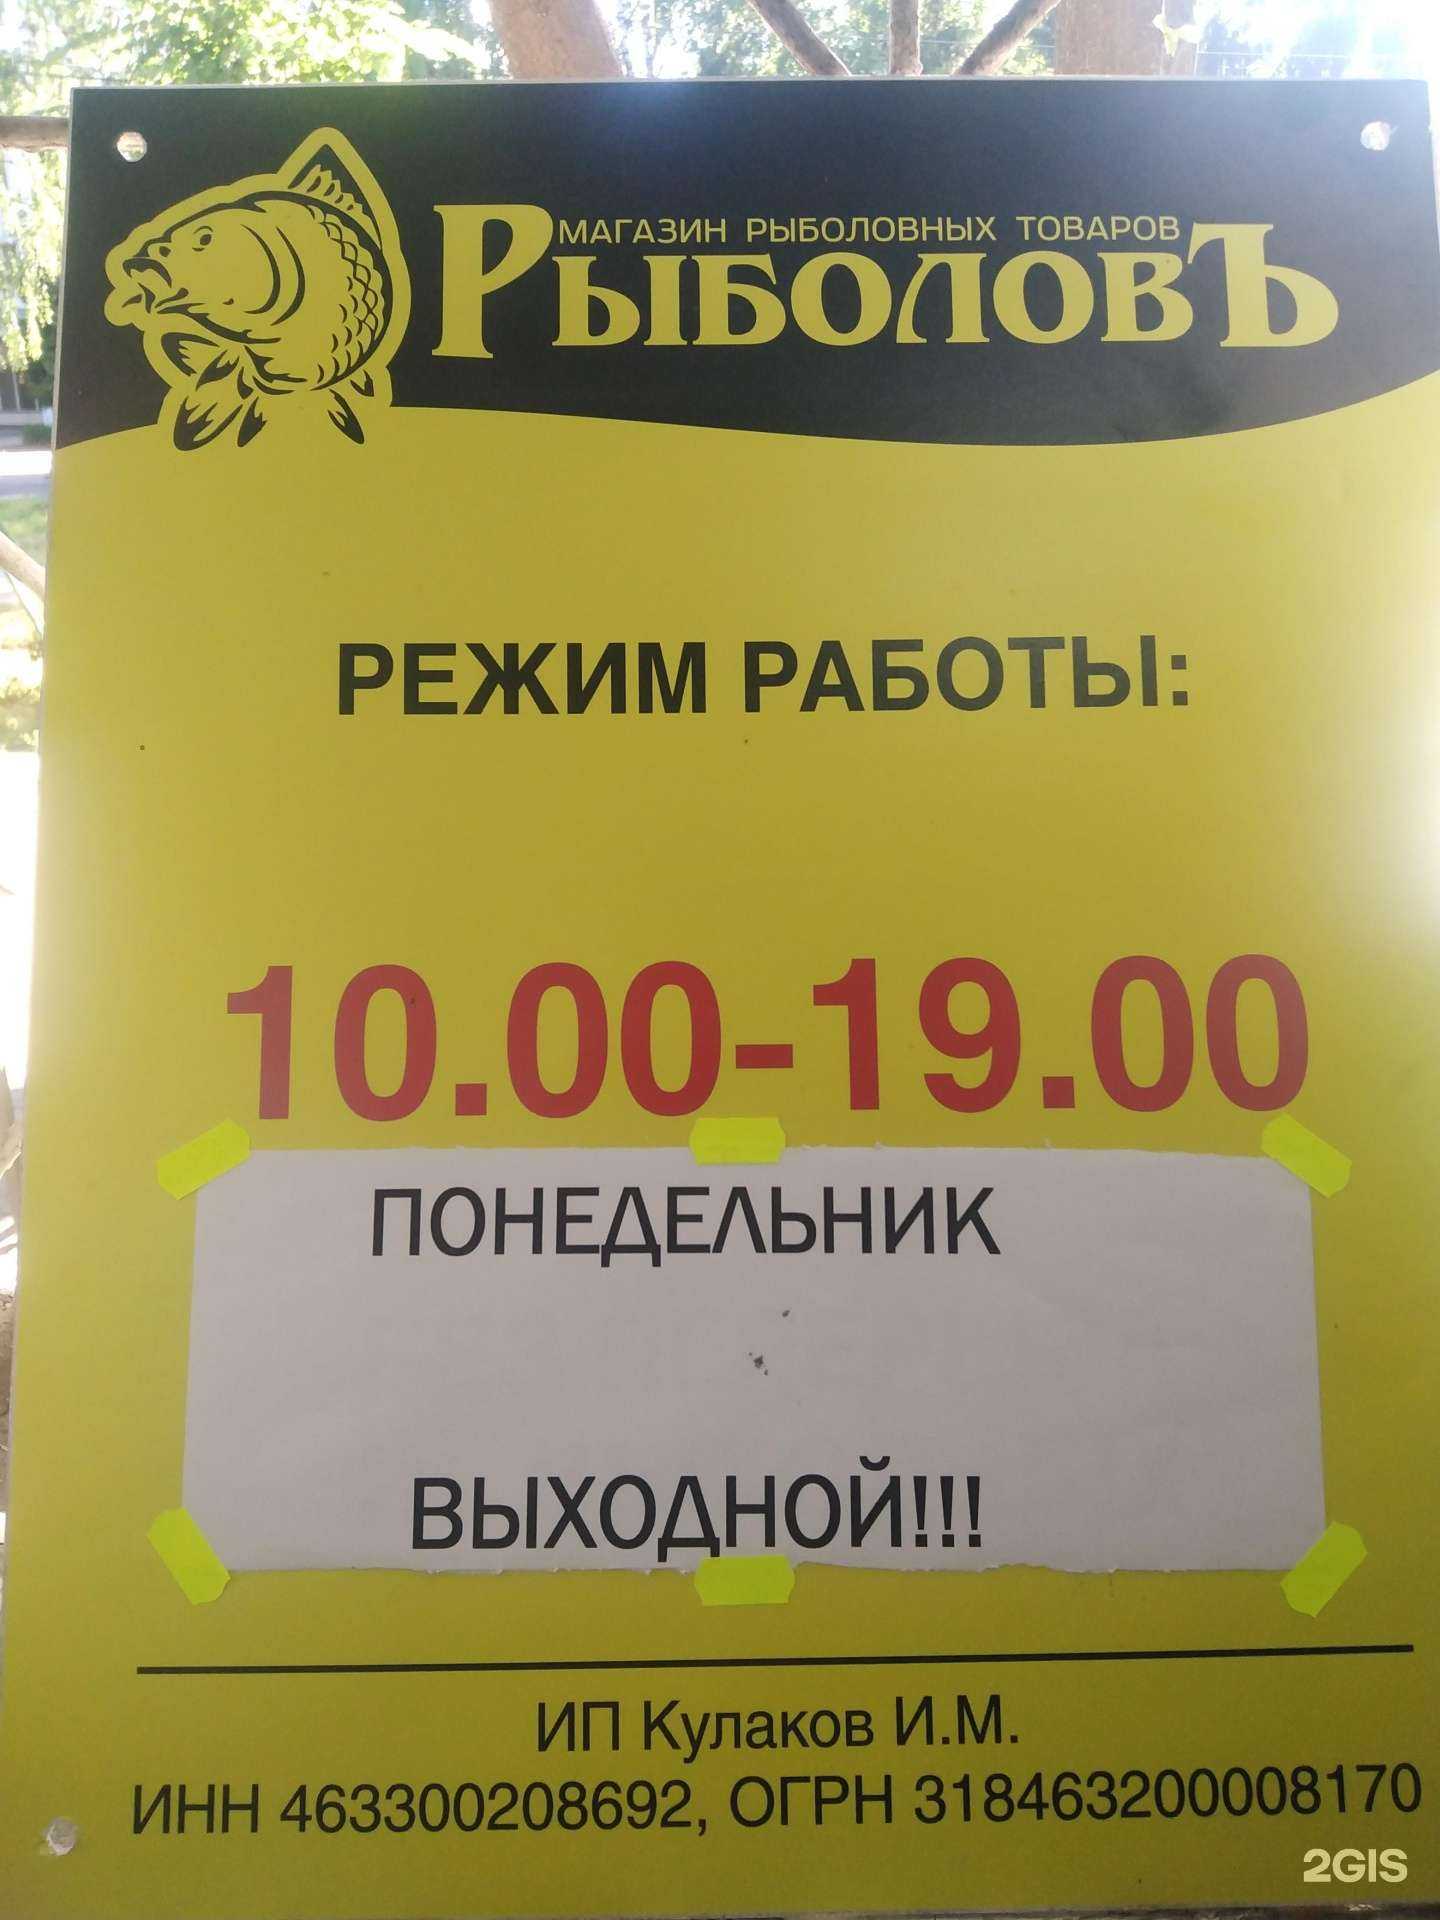 МАГАЗИН РЫБОЛОВНЫХ ТОВАРОВ
РЫБОЛОВЪ
РЕЖИМ РАБОТЫ:
10.00-19.00
ПОНЕДЕЛЬНИК
ВЫХОДНОЙ!!!
ИП Кулаков И.М.
ИНН 463300208692, ОГРН 318463200008170
2GIS